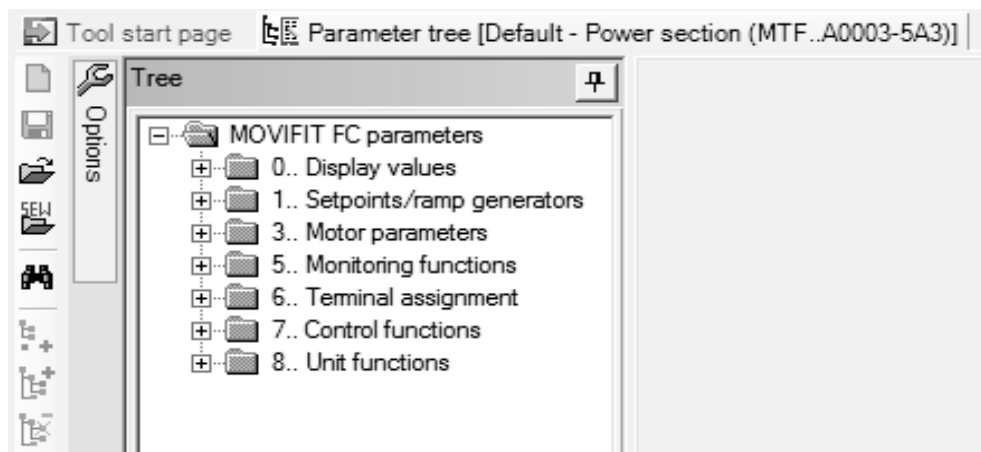 Tool start page
Parameter tree [Default - Power section (MTF..A0003-5A3)]
Options
Tree
MOVIFIT FC parameters
0.. Display values
1.. Setpoints/ramp generators
3.. Motor parameters
5.. Monitoring functions
6.. Terminal assignment
7.. Control functions
8.. Unit functions
SEW